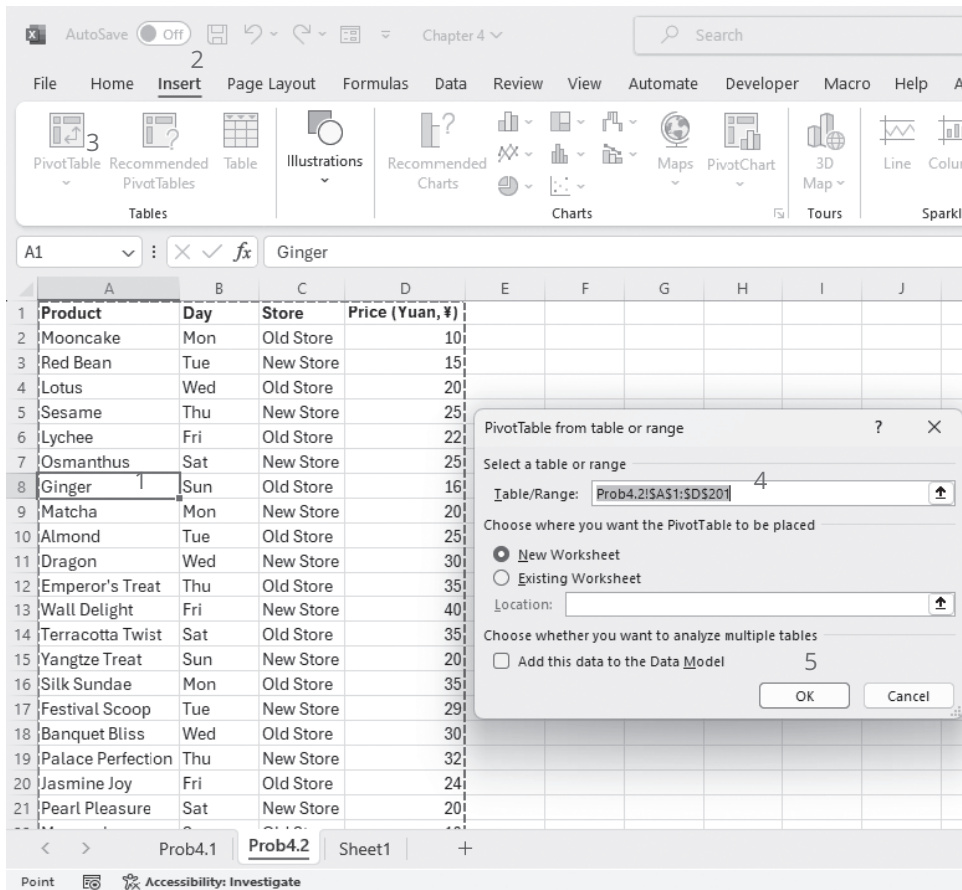 AutoSave Off Chapter 4 Search
2
File Home Insert Page Layout Formulas Data Review View Automate Developer Macro Help A
3
PivotTable Recommended PivotTables Table Illustrations Recommended Charts Maps PivotChart 3D Map Line Colu
Tables Charts Tours Sparkl
A1 fx Ginger
A B C D E F G H I J
1 Product Day Store Price (Yuan, ¥)
2 Mooncake Mon Old Store 10
3 Red Bean Tue New Store 15
4 Lotus Wed Old Store 20
5 Sesame Thu New Store 25
6 Lychee Fri Old Store 22
7 Osmanthus Sat New Store 25
8 Ginger 1 Sun Old Store 16
9 Matcha Mon New Store 20
10 Almond Tue Old Store 25
11 Dragon Wed New Store 30
12 Emperor's Treat Thu Old Store 35
13 Wall Delight Fri New Store 40
14 Terracotta Twist Sat Old Store 35
15 Yangtze Treat Sun New Store 20
16 Silk Sundae Mon Old Store 35
17 Festival Scoop Tue New Store 29
18 Banquet Bliss Wed Old Store 30
19 Palace Perfection Thu New Store 32
20 Jasmine Joy Fri Old Store 24
21 Pearl Pleasure Sat New Store 20
PivotTable from table or range ?
Select a table or range
4
Table/Range: Prob4.2!$A$1:$D$201
Choose where you want the PivotTable to be placed
New Worksheet
Existing Worksheet
Location:
Choose whether you want to analyze multiple tables
Add this data to the Data Model 5
OK Cancel
Prob4.1 Prob4.2 Sheet1 +
Point Accessibility: Investigate